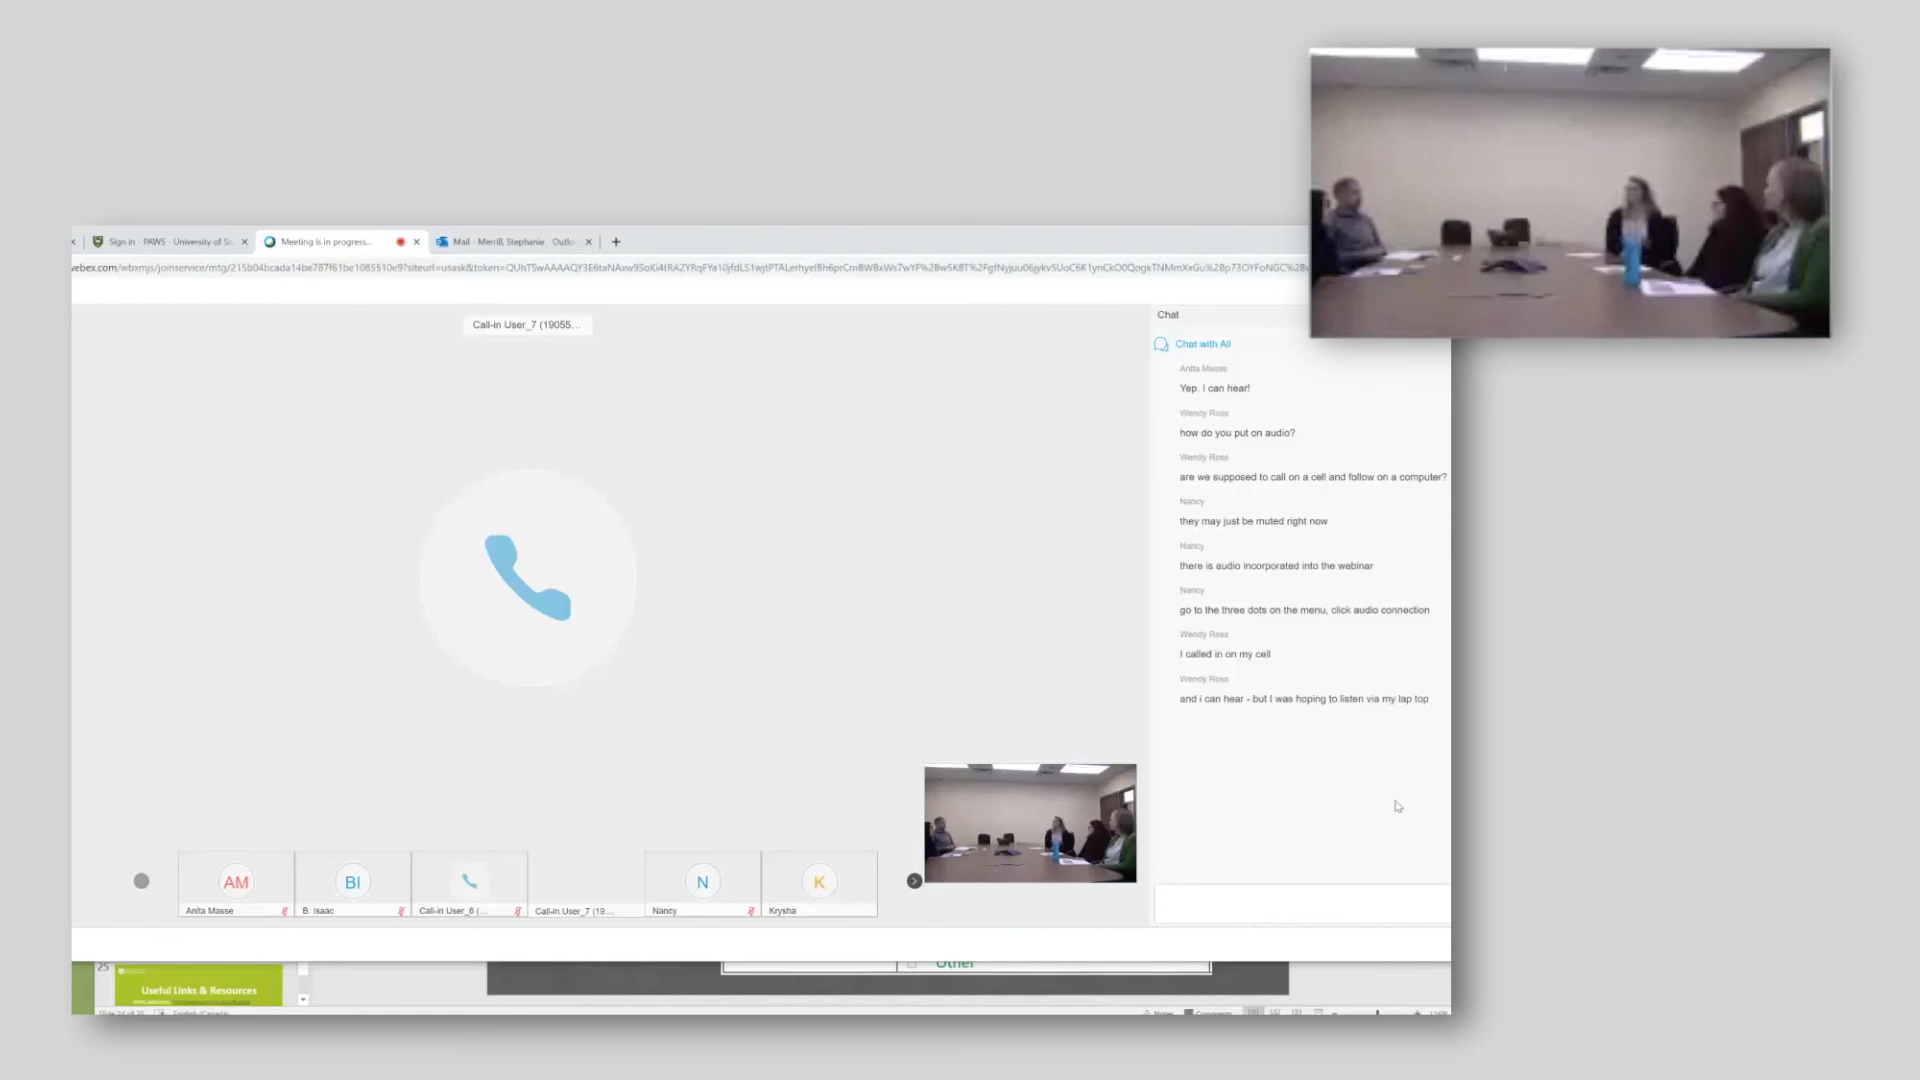 Sign in - PAWS - University of Sa
Meeting is in progress...
Mail - Merrill, Stephanie - Outlo
Call-in User_7 (19055...
Chat
Chat with All
Anita Masse
Yep. I can hear!
Wendy Ross
how do you put on audio?
Wendy Ross
are we supposed to call on a cell and follow on a computer?
Nancy
they may just be muted right now
Nancy
there is audio incorporated into the webinar
Nancy
go to the three dots on the menu, click audio connection
Wendy Ross
I called in on my cell
Wendy Ross
and i can hear - but I was hoping to listen via my lap top
AM
BI
N
K
Anita Masse
B. Isaac
Call-in User_6 (...
Call-in User_7 (19...
Nancy
Krysha
25
Useful Links & Resources
Other
Notes
Comments